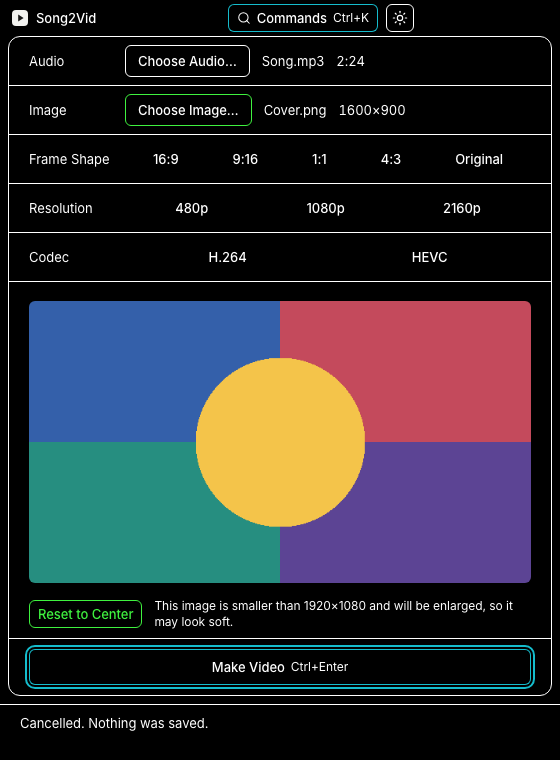 Song2Vid Commands Ctrl+K
Audio Choose Audio... Song.mp3 2:24
Image Choose Image... Cover.png 1600×900
Frame Shape 16:9 9:16 1:1 4:3 Original
Resolution 480p 1080p 2160p
Codec H.264 HEVC
Reset to Center
This image is smaller than 1920×1080 and will be enlarged, so it
may look soft.
Make Video Ctrl+Enter
Cancelled. Nothing was saved.